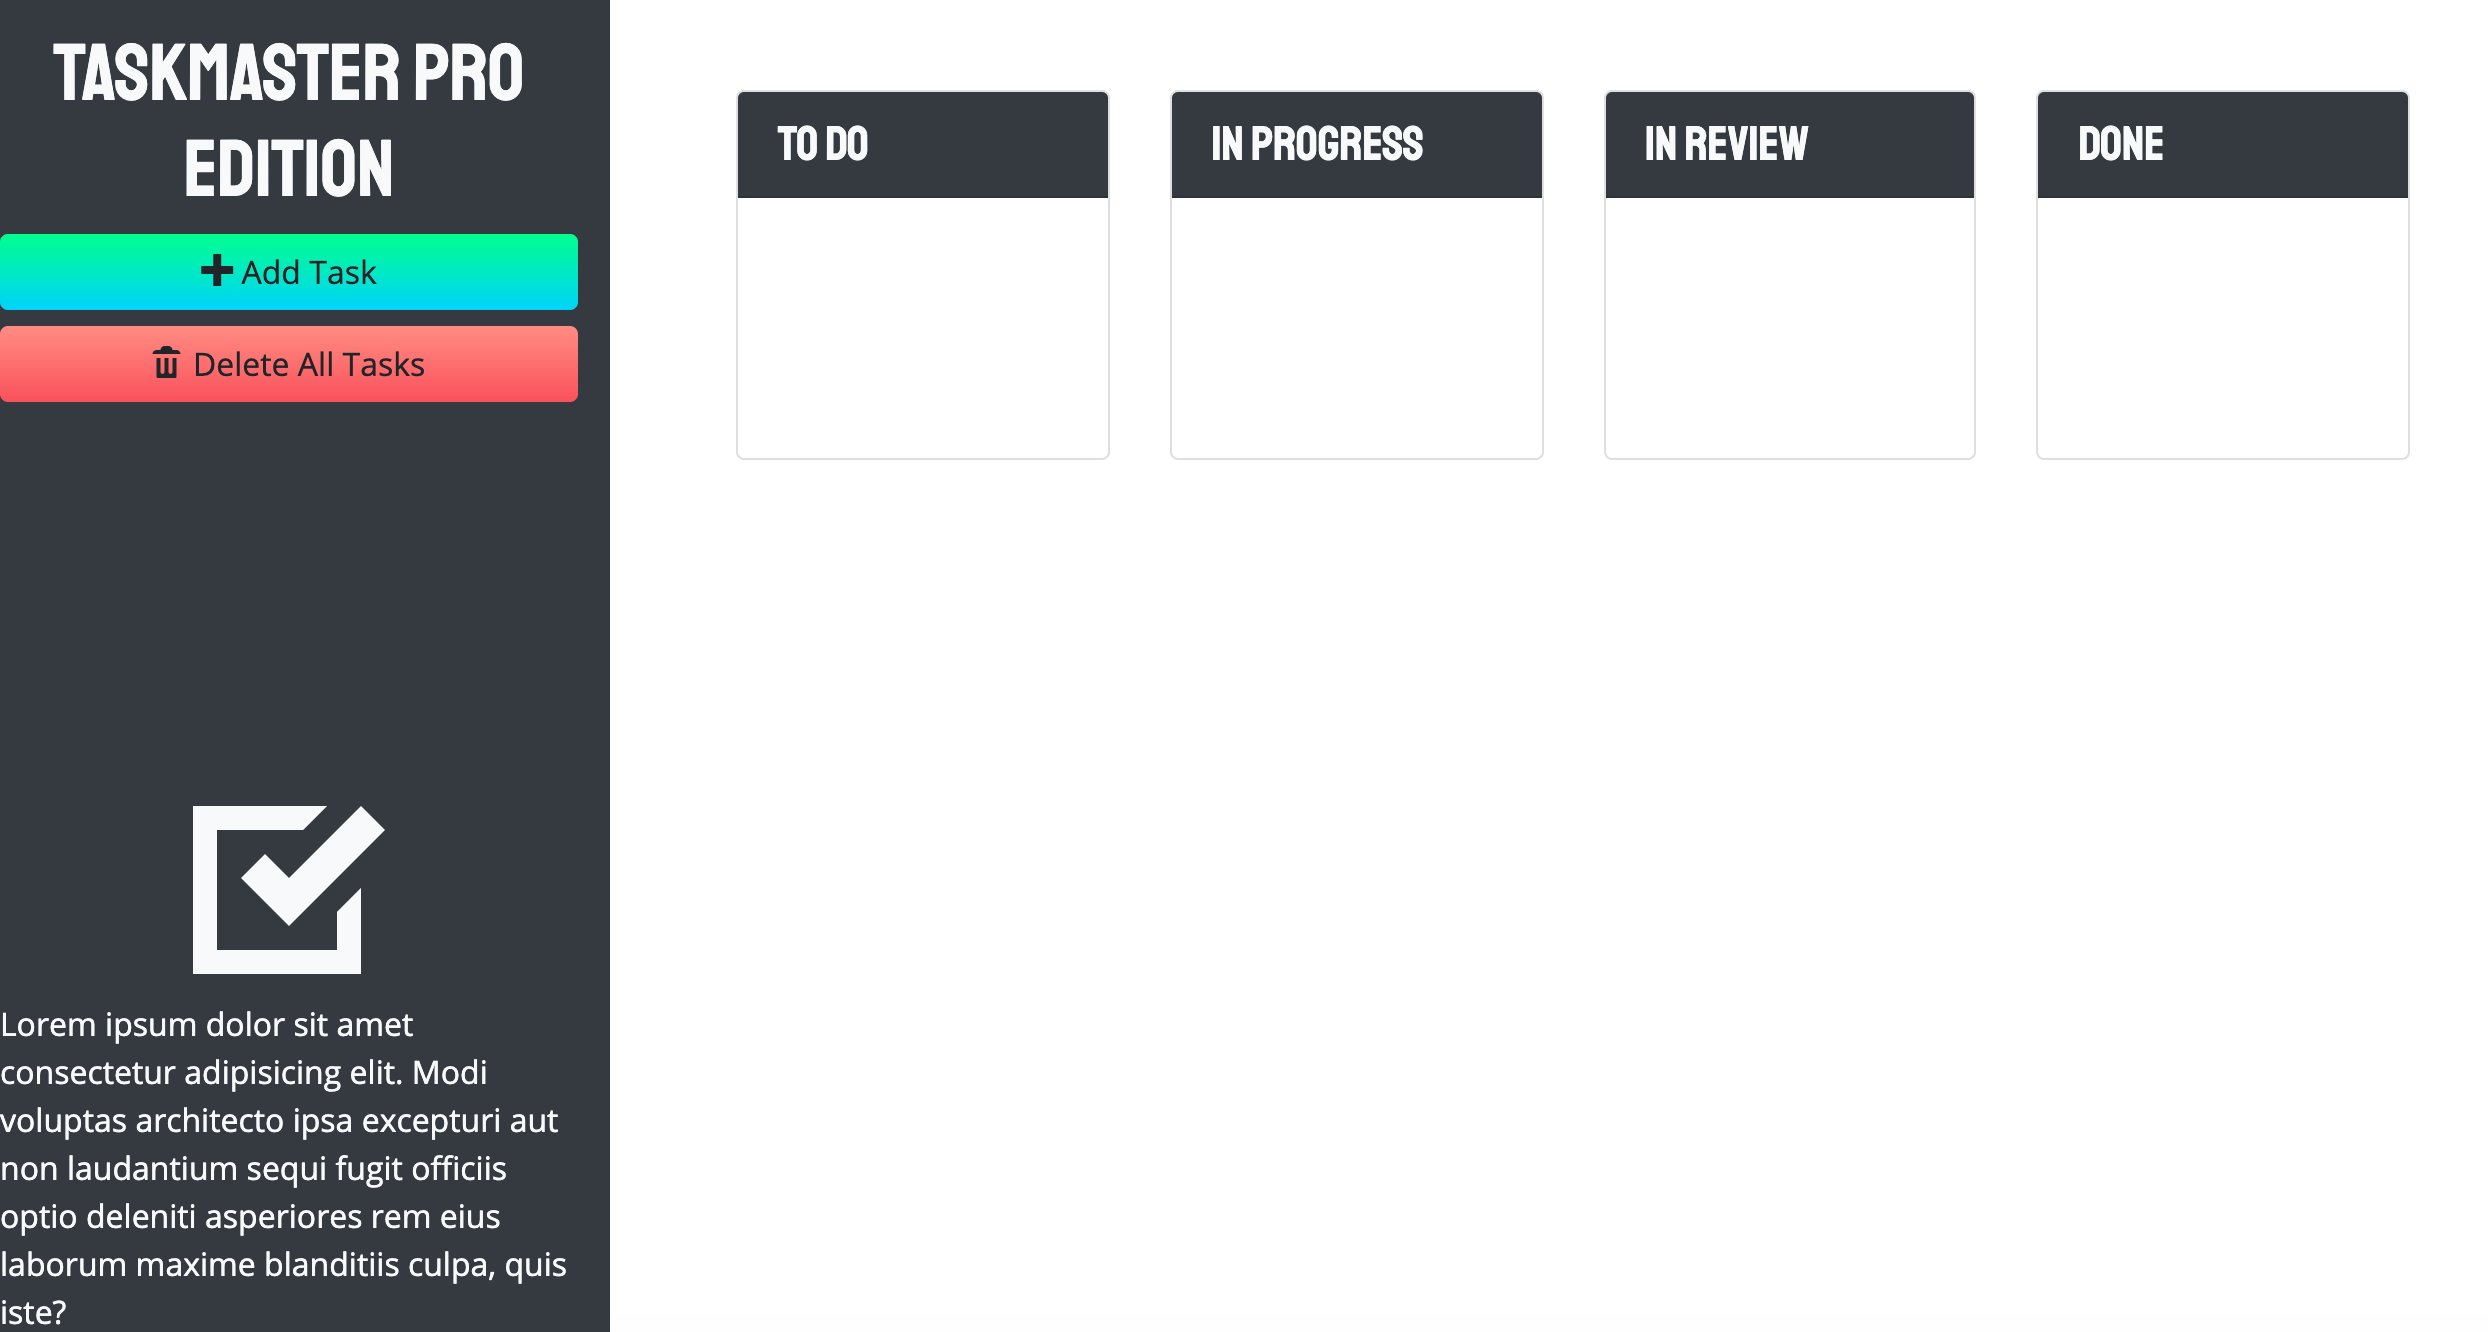 TASKMASTER PRO
EDITION
Add Task
Delete All Tasks
Lorem ipsum dolor sit amet
consectetur adipisicing elit. Modi
voluptas architecto ipsa excepturi aut
non laudantium sequi fugit officiis
optio deleniti asperiores rem eius
laborum maxime blanditiis culpa, quis
iste?
TO DO
IN PROGRESS
IN REVIEW
DONE